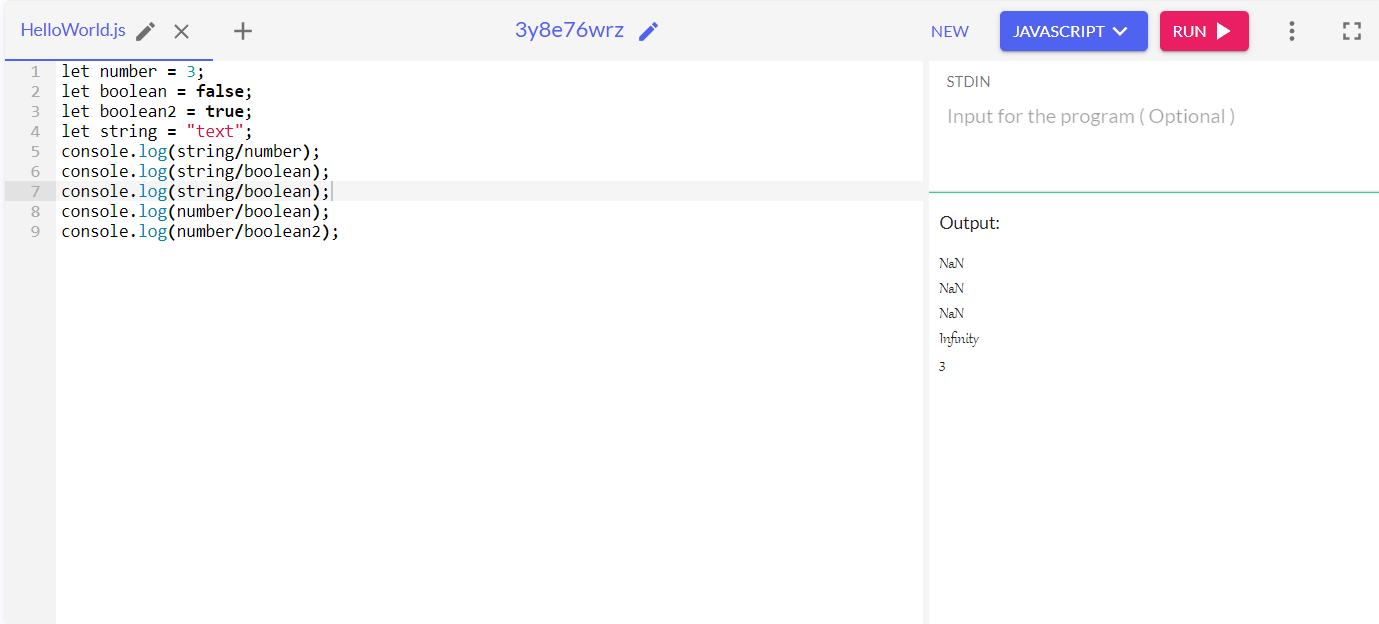 HelloWorld.js
3y8e76wrz
NEW
JAVASCRIPT
RUN
1 let number = 3;
2 let boolean = false;
3 let boolean2 = true;
4 let string = "text";
5 console.log(string/number);
6 console.log(string/boolean);
7 console.log(string/boolean);
8 console.log(number/boolean);
9 console.log(number/boolean2);
STDIN
Input for the program ( Optional )
Output:
NaN
NaN
NaN
Infinity
3